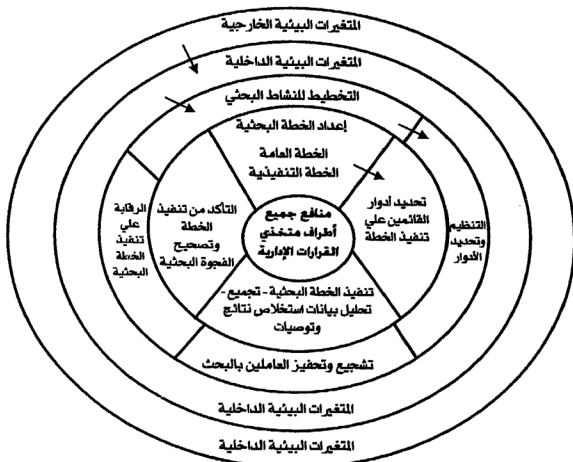 المتغيرات البيئية الخارجية
المتغيرات البيئية الداخلية
التخطيط للنشاط البحثي
إعداد الخطة البحثية
الخطة العامة
الخطة التنفيذية
تحديد أدوار
القائمين علي
تنفيذ الخطة
التنظيم
وتحديد
الأدوار
منافع جميع
أطراف متخذي
القرارات الإدارية
التأكد من تنفيذ
الخطة
وتصحيح
الفجوة البحثية
الرقابة
علي
تنفيذ
الخطة
البحثية
تنفيذ الخطة البحثية - تجميع -
تحليل بيانات استخلاص نتائج
وتوصيات
تشجيع وتحفيز العاملين بالبحث
المتغيرات البيئية الداخلية
المتغيرات البيئية الداخلية